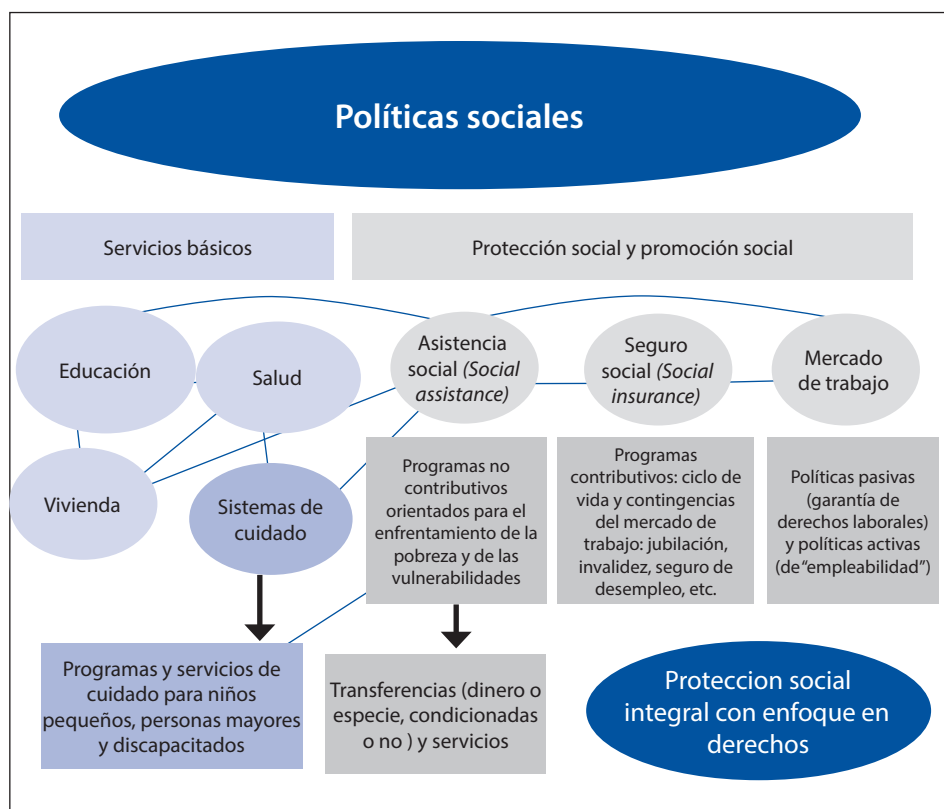 Políticas sociales
Servicios básicos
Protección social y promoción social
Educación
Salud
Asistencia
social (Social
assistance)
Seguro
social (Social
insurance)
Mercado
de trabajo
Vivienda
Sistemas de
cuidado
Programas no
contributivos
orientados para el
enfrentamiento de la
pobreza y de las
vulnerabilidades
Programas
contributivos: ciclo de
vida y contingencias
del mercado de
trabajo: jubilación,
invalidez, seguro de
desempleo, etc.
Políticas pasivas
(garantía de
derechos laborales)
y políticas activas
(de “empleabilidad”)
Programas y servicios de
cuidado para niños
pequeños, personas mayores
y discapacitados
Transferencias (dinero o
especie, condicionadas
o no ) y servicios
Proteccion social
integral con enfoque en
derechos